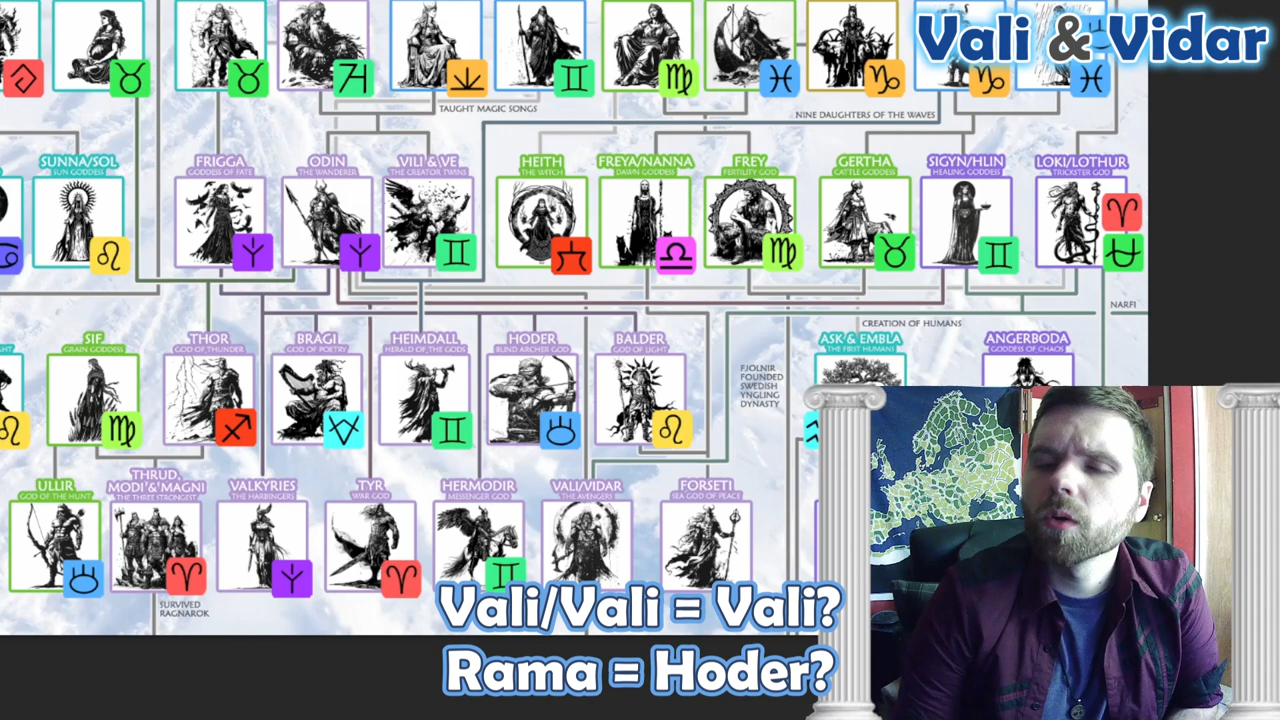 Vali & Vidar
TAUGHT MAGIC SONGS
NINE DAUGHTERS OF THE WAVES
SUNNA/SOL
SUN GODDESS
FRIGGA
GODDESS OF FATE
ODIN
THE WANDERER
VILI & VE
THE CREATOR TWINS
HEITH
THE WITCH
FREYA/NANNA
DAWN GODDESS
FREY
FERTILITY GOD
GERTHA
CATTLE GODDESS
SIGYN/HLIN
HEALING GODDESS
LOKI/LOTHUR
TRICKSTER GOD
NARFI
CREATION OF HUMANS
SIF
GRAIN GODDESS
THOR
GOD OF THUNDER
BRAGI
GOD OF POETRY
HEIMDALL
HERALD OF THE GODS
HODER
BLIND ARCHER GOD
BALDER
GOD OF LIGHT
FJOLNIR
FOUNDED
SWEDISH
YNGLING
DYNASTY
ASK & EMBLA
THE FIRST HUMANS
ANGERBODA
GODDESS OF CHAOS
ULLIR
GOD OF THE HUNT
THRUD,
MODI & MAGNI
THE THREE STRONGEST
VALKYRIES
THE HARBINGERS
TYR
WAR GOD
HERMODIR
MESSENGER GOD
VALI/VIDAR
THE AVENGERS
FORSETI
SEA GOD OF PEACE
SURVIVED
RAGNAROK
Vali/Vali = Vali?
Rama = Hoder?